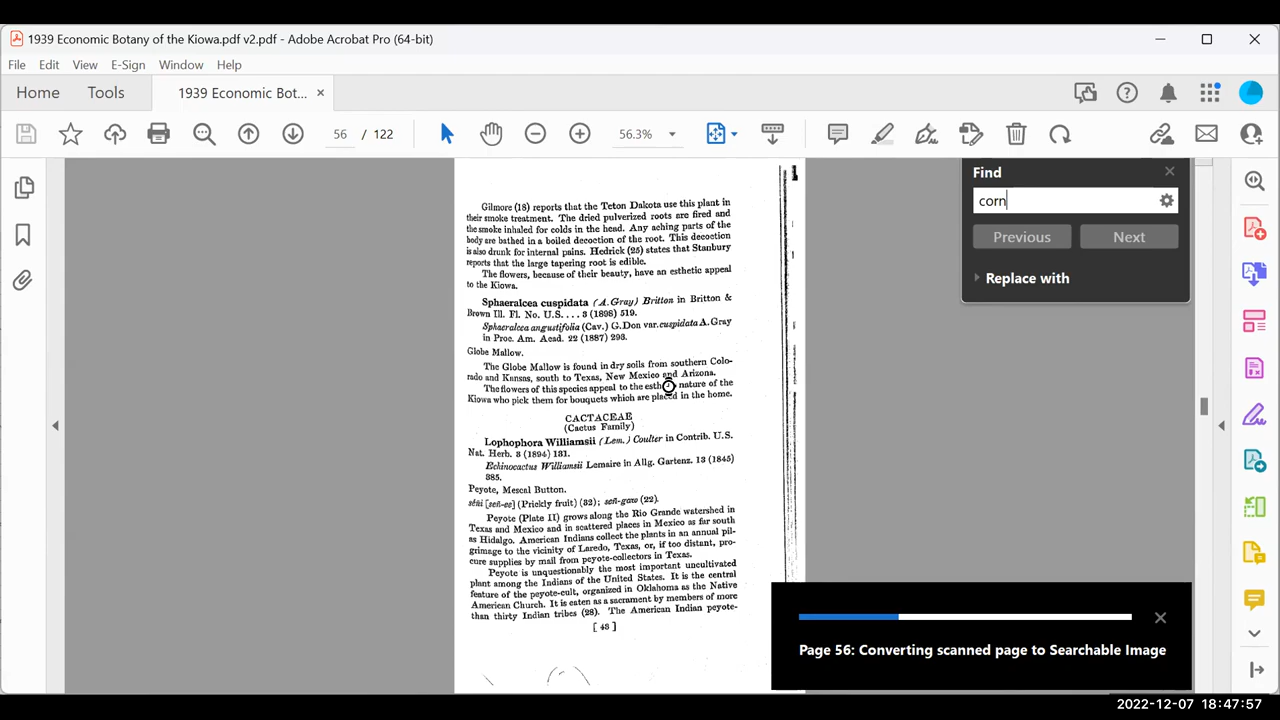 1939 Economic Botany of the Kiowa.pdf v2.pdf - Adobe Acrobat Pro (64-bit)
File Edit View E-Sign Window Help
Home Tools 1939 Economic Bot... ×
56 / 122 56.3%
Find
corn
Previous Next
Replace with
Gilmore (18) reports that the Teton Dakota use this plant in
their smoke treatment. The dried pulverized roots are fired and
the smoke inhaled for colds in the head. Any aching parts of the
body are bathed in a boiled decoction of the root. This decoction
is also drunk for internal pains. Hedrick (25) states that Stanbury
reports that the large tapering root is edible.
The flowers, because of their beauty, have an esthetic appeal
to the Kiowa.
Sphaeralcea cuspidata (A. Gray) Britton in Britton &
Brown Ill. Fl. No. U.S. . . . 3 (1898) 519.
Sphaeralcea angustifolia (Cav.) G.Don var. cuspidata A. Gray
in Proc. Am. Acad. 22 (1887) 293.
Globe Mallow.
The Globe Mallow is found in dry soils from southern Colo-
rado and Kansas, south to Texas, New Mexico and Arizona.
The flowers of this species appeal to the esth nature of the
Kiowa who pick them for bouquets which are placed in the home.
CACTACEAE
(Cactus Family)
Lophophora Williamsii (Lem.) Coulter in Contrib. U.S.
Nat. Herb. 3 (1894) 131.
Echinocactus Williamsii Lemaire in Allg. Gartenz. 13 (1845)
385.
Peyote, Mescal Button.
[señ-ee] (Prickly fruit) (32); señ-gaw (22).
Peyote (Plate II) grows along the Rio Grande watershed in
Texas and Mexico and in scattered places in Mexico as far south
as Hidalgo. American Indians collect the plants in an annual pil-
grimage to the vicinity of Laredo, Texas, or, if too distant, pro-
cure supplies by mail from peyote-collectors in Texas.
Peyote is unquestionably the most important uncultivated
plant among the Indians of the United States. It is the central
feature of the peyote-cult, organized in Oklahoma as the Native
American Church. It is eaten as a sacrament by members of more
than thirty Indian tribes (28). The American Indian peyote-
[ 43 ]
Page 56: Converting scanned page to Searchable Image
2022-12-07 18:47:57